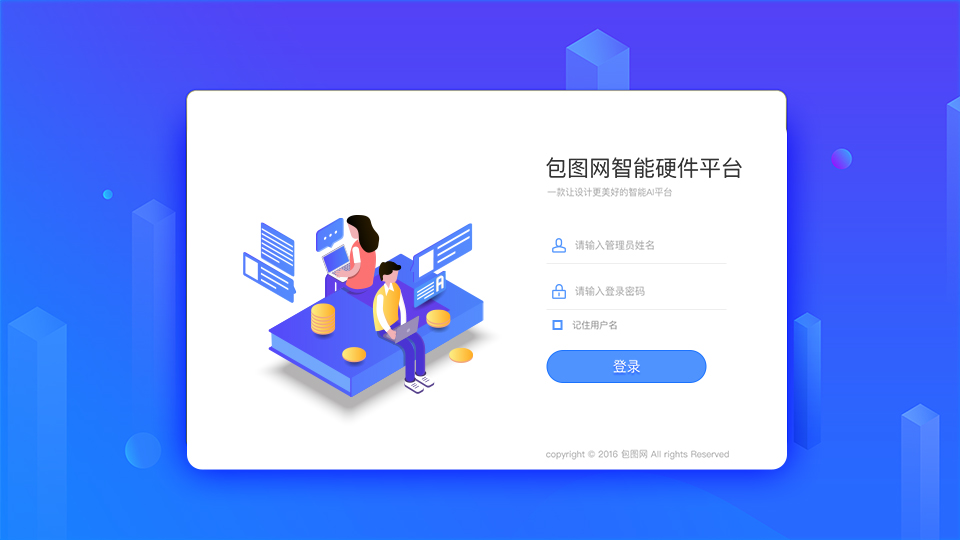 包图网智能硬件平台
一款让设计更美好的智能AI平台
请输入管理员姓名
请输入登录密码
记住用户名
登录
copyright © 2016 包图网 All rights Reserved
A